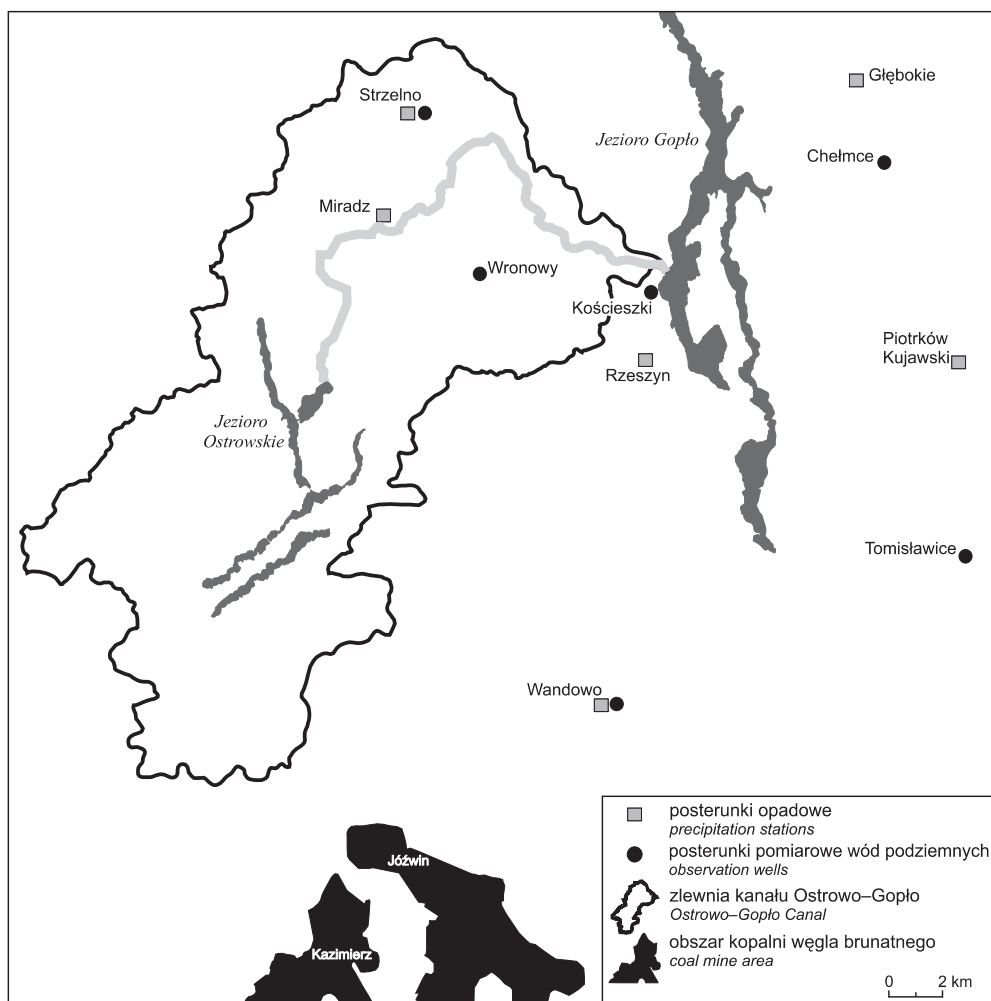 Głębokie
Strzelno
Jezioro Gopło
Chełmce
Miradz
Wronowy
Kościeszki
Piotrków
Kujawski
Rzeszyn
Jezioro
Ostrowskie
Tomisławice
Wandowo
posterunki opadowe
precipitation stations
posterunki pomiarowe wód podziemnych
observation wells
zlewnia kanału Ostrowo–Gopło
Ostrowo–Gopło Canal
obszar kopalni węgla brunatnego
coal mine area
Jóźwin
Kazimierz
0 2 km